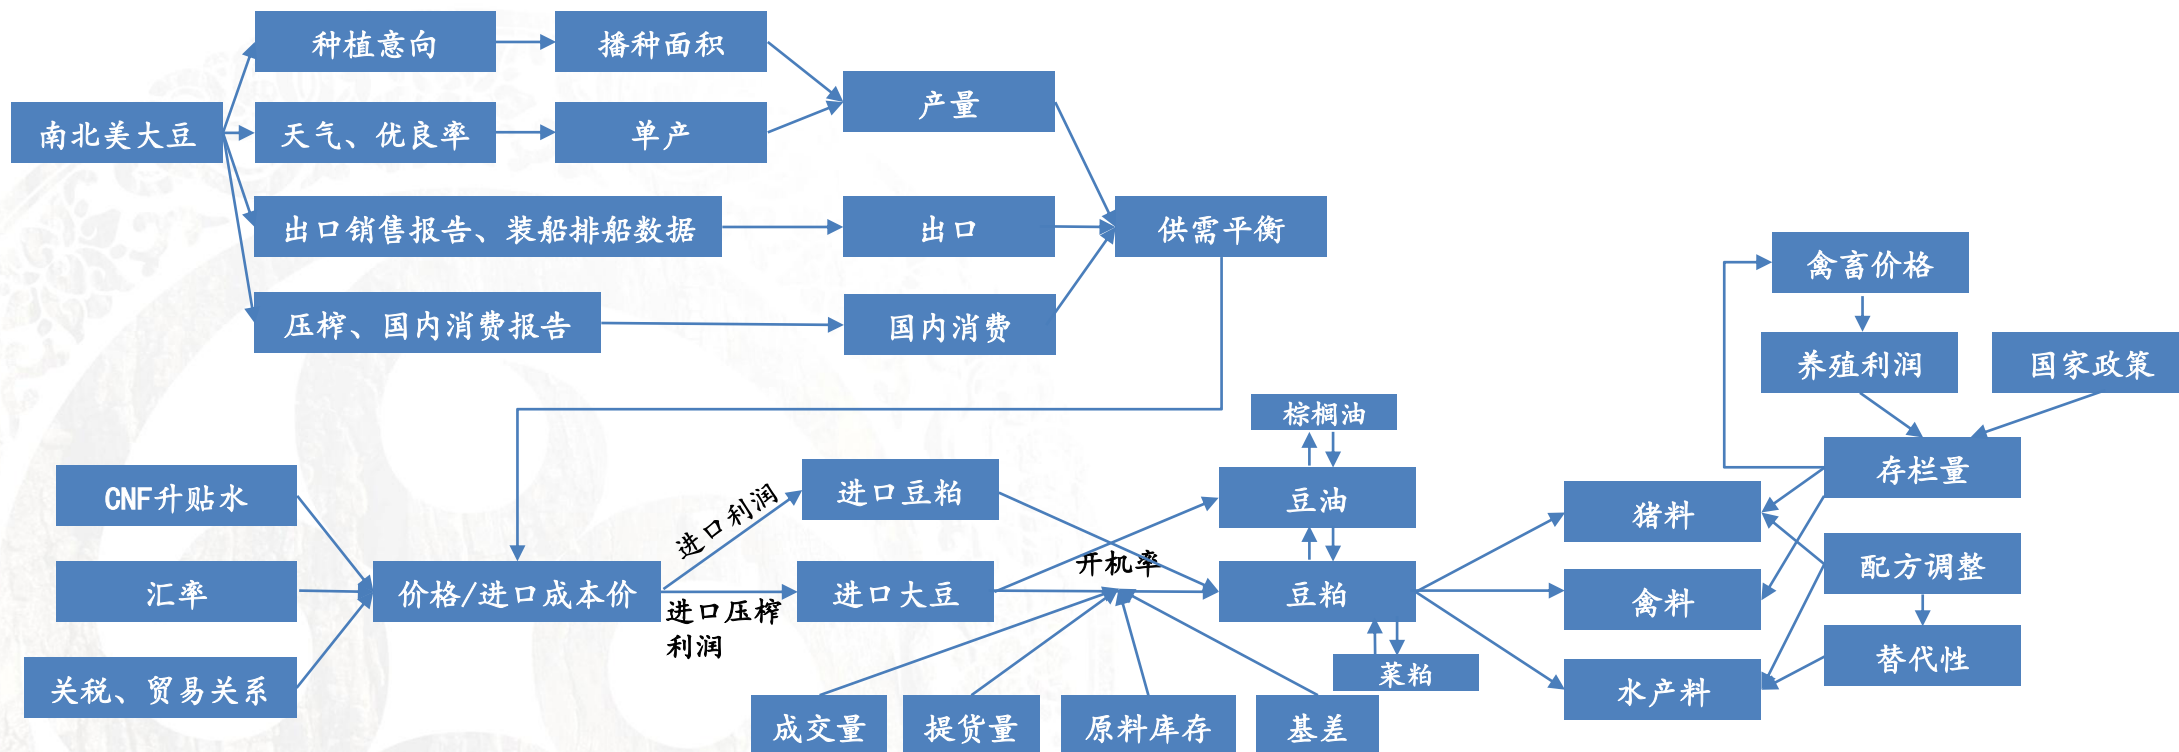 种植意向
播种面积
产量
南北美大豆
天气、优良率
单产
出口销售报告、装船排船数据
出口
供需平衡
压榨、国内消费报告
国内消费
禽畜价格
养殖利润
国家政策
存栏量
棕榈油
CNF升贴水
进口利润
进口豆粕
豆油
猪料
汇率
价格/进口成本价
进口压榨
利润
进口大豆
开机率
豆粕
禽料
配方调整
关税、贸易关系
菜粕
水产料
替代性
成交量
提货量
原料库存
基差